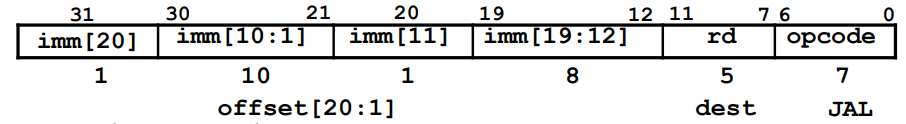 31 30 21 20 19 12 11 7 6 0
imm[20] imm[10:1] imm[11] imm[19:12] rd opcode
1 10 1 8 5 7
offset[20:1] dest JAL